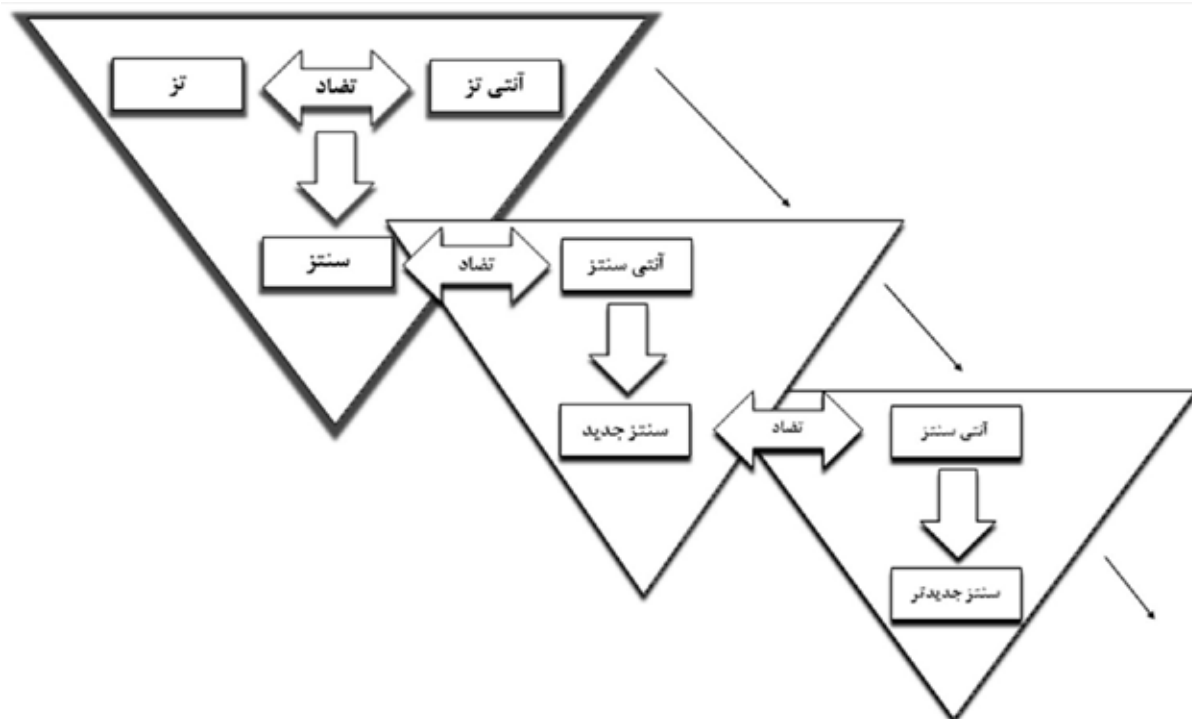 تز
تضاد
آنتی تز
سنتز
تضاد
آنتی سنتز
سنتز جدید
تضاد
آنتی سنتز
سنتز جدیدتر